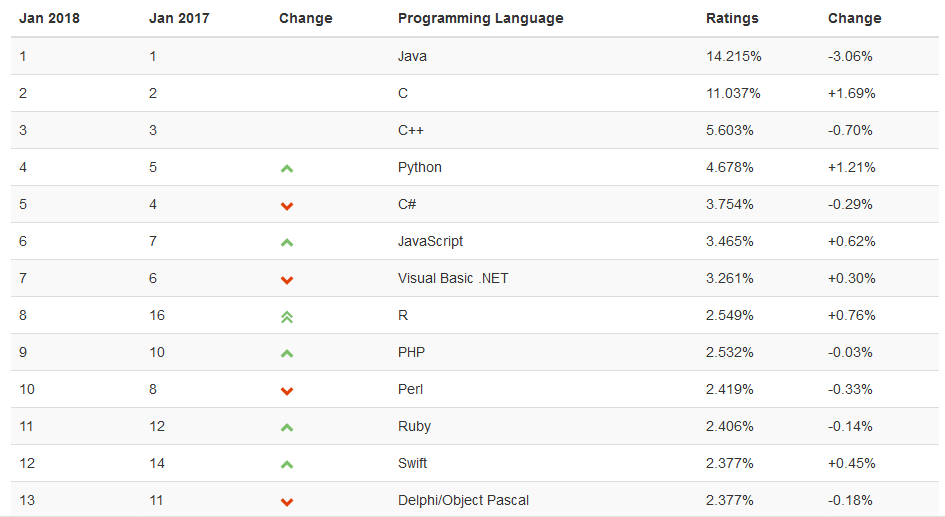 Jan 2018 Jan 2017 Change Programming Language Ratings Change
1 1 Java 14.215% -3.06%
2 2 C 11.037% +1.69%
3 3 C++ 5.603% -0.70%
4 5 Python 4.678% +1.21%
5 4 C# 3.754% -0.29%
6 7 JavaScript 3.465% +0.62%
7 6 Visual Basic .NET 3.261% +0.30%
8 16 R 2.549% +0.76%
9 10 PHP 2.532% -0.03%
10 8 Perl 2.419% -0.33%
11 12 Ruby 2.406% -0.14%
12 14 Swift 2.377% +0.45%
13 11 Delphi/Object Pascal 2.377% -0.18%